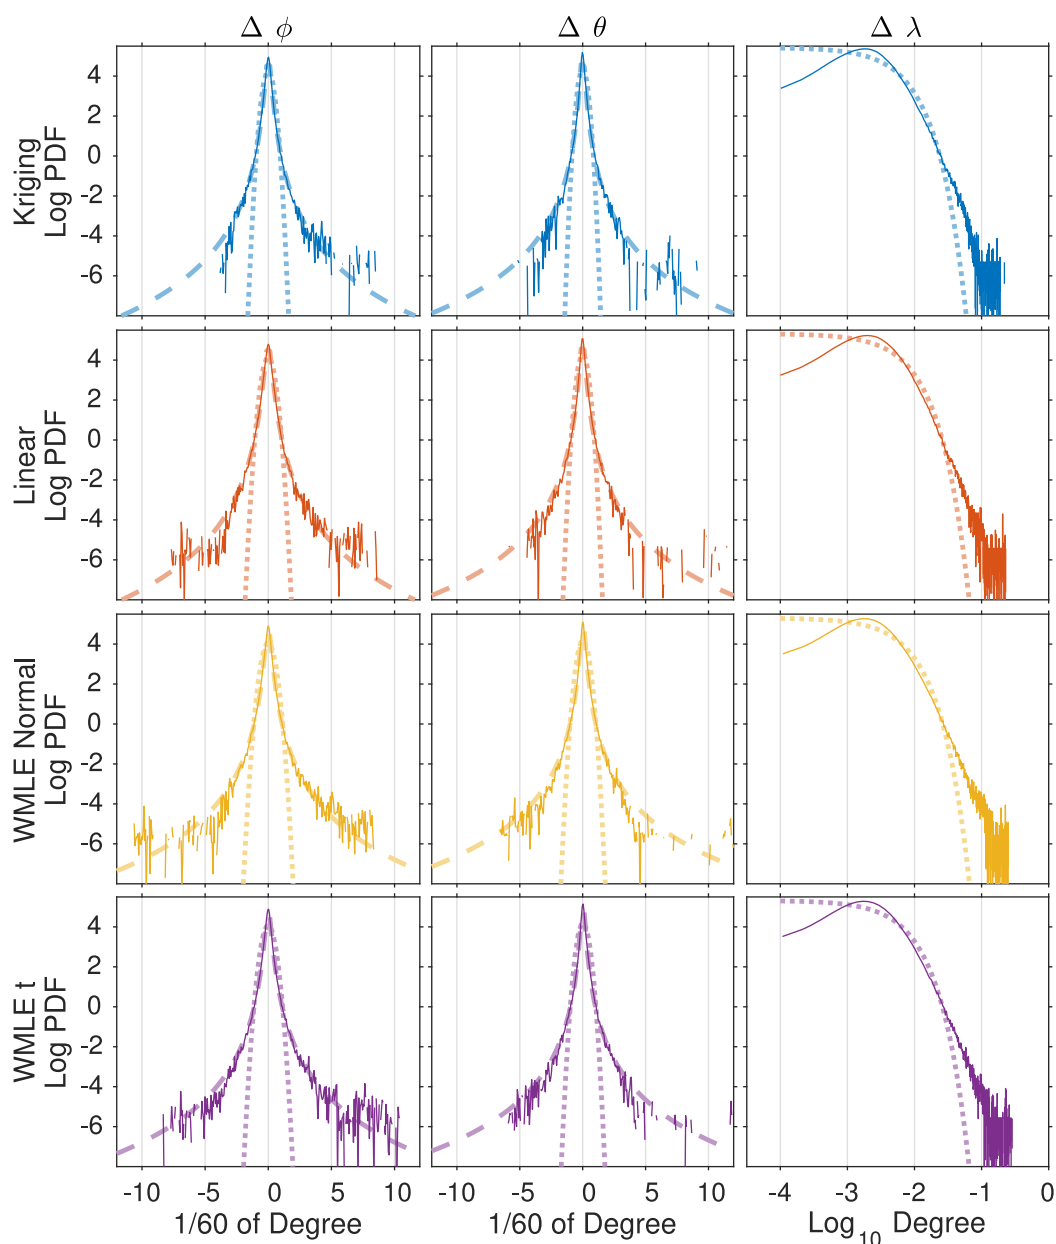 Δ ϕ
Δ θ
Δ λ
Kriging
Log PDF
4
2
0
-2
-4
-6
Linear
Log PDF
4
2
0
-2
-4
-6
WMLE Normal
Log PDF
4
2
0
-2
-4
-6
WMLE t
Log PDF
4
2
0
-2
-4
-6
-10 -5 0 5 10
-10 -5 0 5 10
-4 -3 -2 -1 0
1/60 of Degree
1/60 of Degree
Log10 Degree